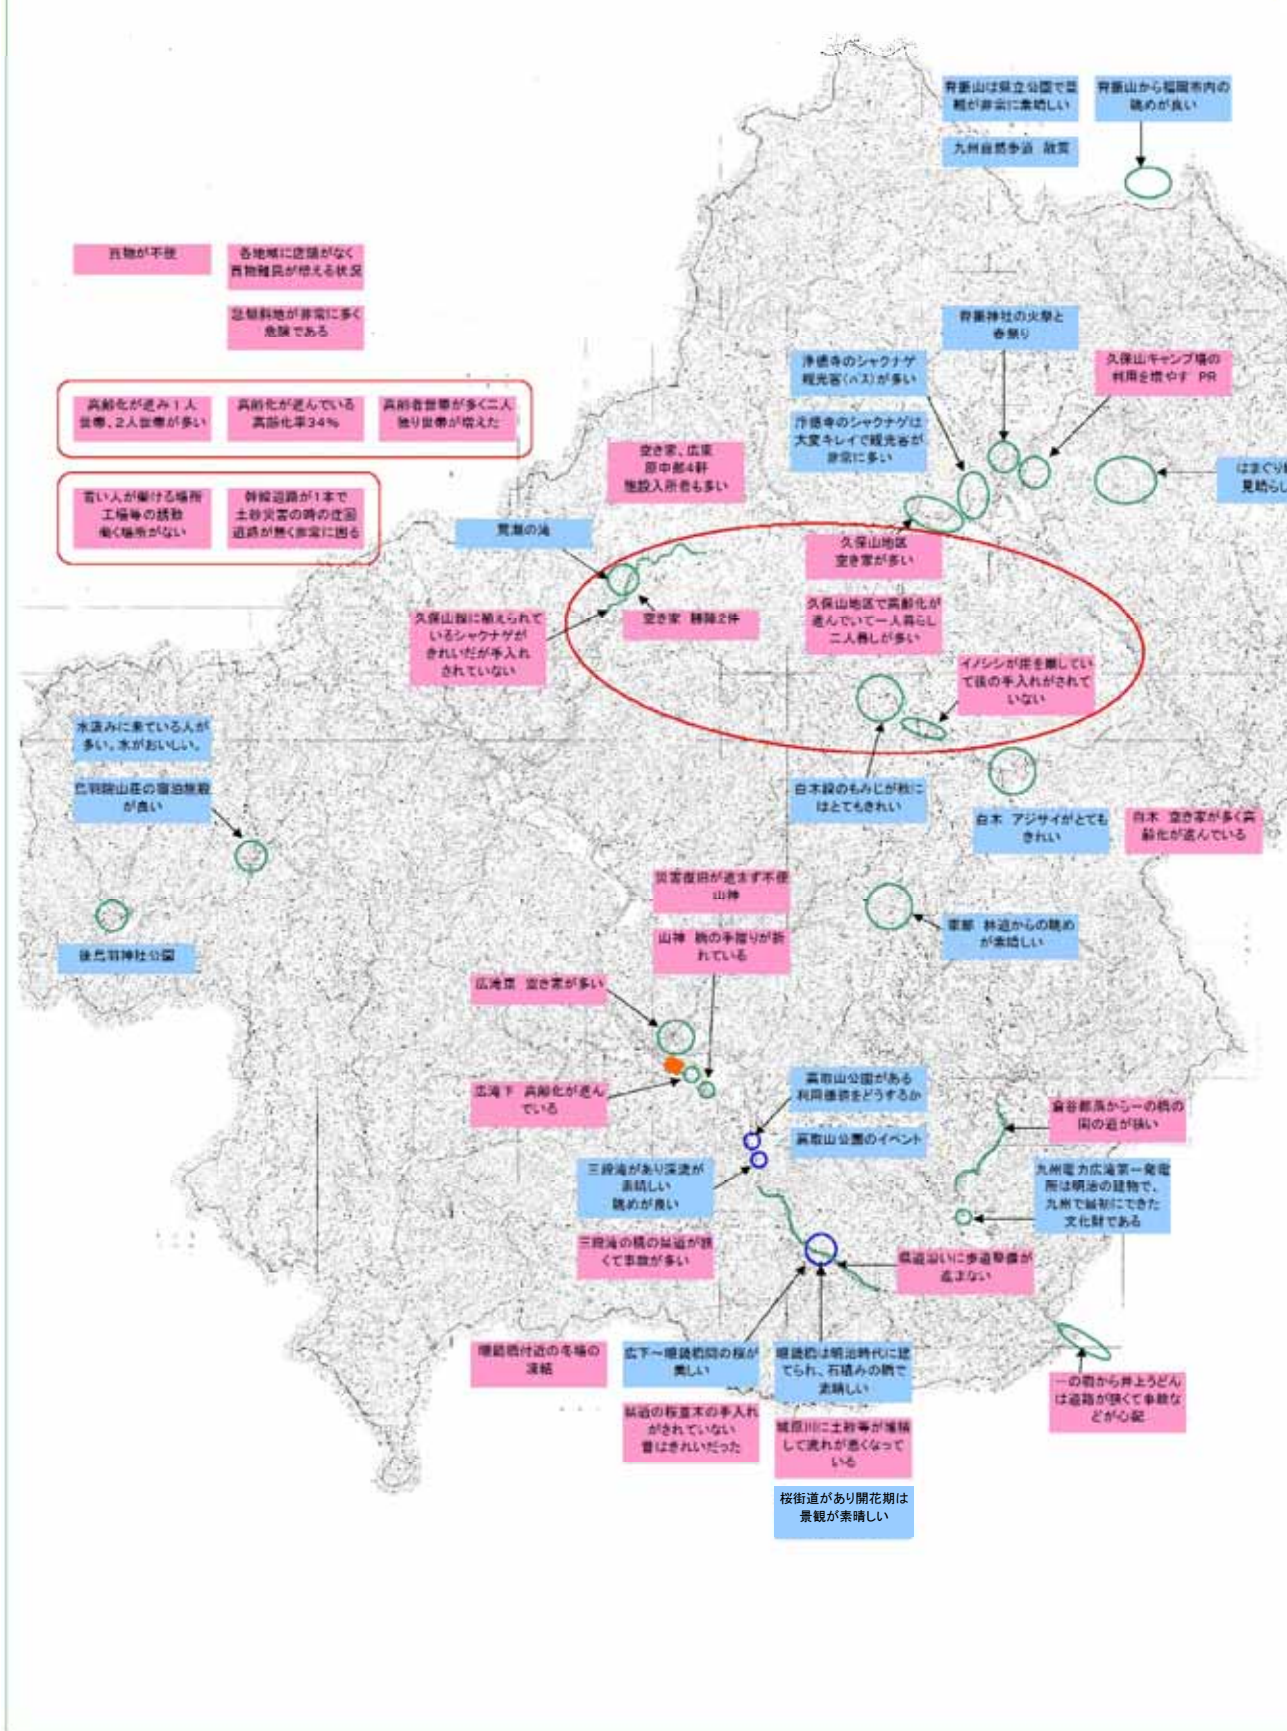 脊振山は県立公園で景
観が非常に素晴しい
脊振山から福岡市内の
眺めが良い
九州自然歩道 散策
買物が不便
各地域に店舗がなく
買物難民が増える状況
急傾斜地が非常に多く
危険である
脊振神社の火祭と
春祭り
浄徳寺のシャクナゲ
観光客(バス)が多い
久保山キャンプ場の
利用を増やす PR
高齢化が進み1人
世帯、2人世帯が多い
高齢化が進んでいる
高齢化率34%
高齢者世帯が多く二人
独り世帯が増えた
浄徳寺のシャクナゲは
大変キレイで観光客が
非常に多い
空き家、広東
原中部4軒
施設入所者も多い
はまぐり
見晴らし
若い人が働ける場所
工場等の誘致
働く場所がない
幹線道路が1本で
土砂災害の時の迂回
道路が無く非常に困る
荒瀬の滝
久保山地区
空き家が多い
久保山線に植えられて
いるシャクナゲが
きれいだが手入れ
されていない
空き家 勝陣2件
久保山地区で高齢化が
進んでいて一人暮らし
二人暮しが多い
イノシシが崖を崩してい
て後の手入れがされて
いない
水汲みに来ている人が
多い。水がおいしい。
鳥羽院山荘の宿泊施設
が良い
白木線のもみじが秋に
はとてもきれい
白木 アジサイがとても
きれい
白木 空き家が多く高
齢化が進んでいる
災害復旧が進まず不便
山神
後鳥羽神社公園
山神 橋の手摺りが折
れている
林道からの眺め
が素晴しい
広滝東 空き家が多い
広滝下 高齢化が進ん
でいる
高取山公園がある
利用価値をどうするか
高取山公園のイベント
倉谷部落から一の橋の
間の道が狭い
三段滝があり渓流が
素晴しい
眺めが良い
九州電力広滝第一発電
所は明治の建物で、
九州で最初にできた
文化財である
三段滝の橋の県道が狭
くて事故が多い
県道沿いに歩道整備が
進まない
眼鏡橋付近の冬場の
凍結
広下～眼鏡橋間の桜が
美しい
眼鏡橋は明治時代に建
てられ、石積みの橋で
素晴しい
一の橋から井上うどん
は道路が狭くて事故な
どが心配
県道の桜並木の手入れ
がされていない
昔はきれいだった
城原川に土砂等が堆積
して流れが悪くなって
いる
桜街道があり開花期は
景観が素晴しい